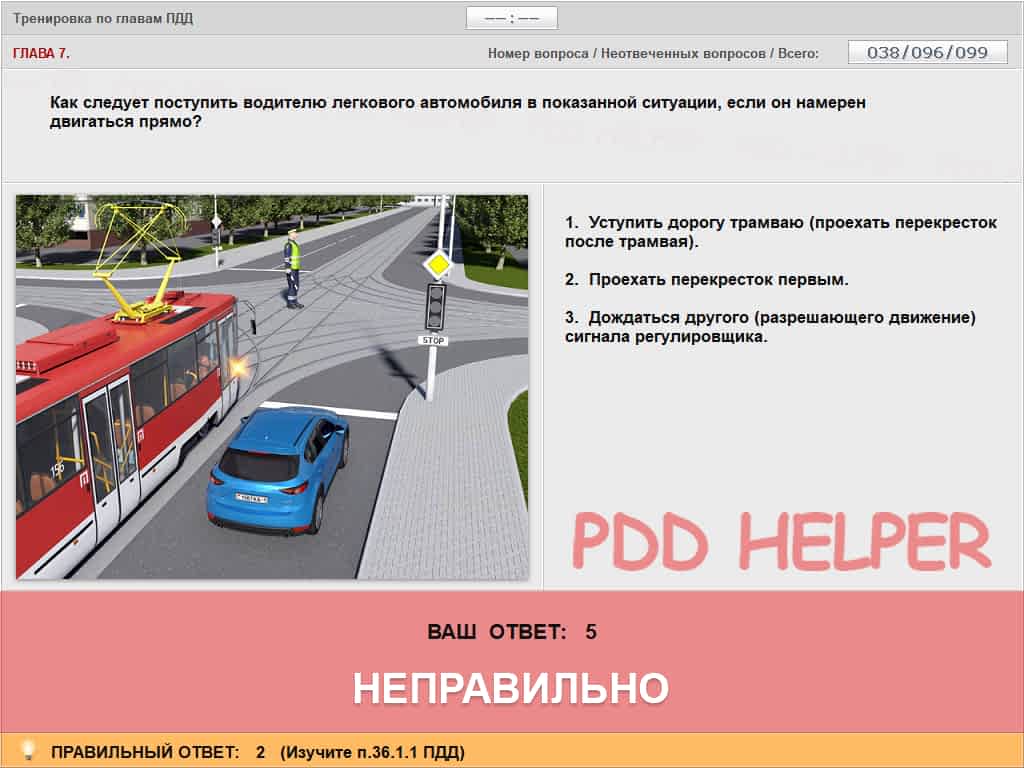 Тренировка по главам ПДД
—— : ——
ГЛАВА 7.
Номер вопроса / Неотвеченных вопросов / Всего:
038/096/099
Как следует поступить водителю легкового автомобиля в показанной ситуации, если он намерен
двигаться прямо?
1. Уступить дорогу трамваю (проехать перекресток
после трамвая).
2. Проехать перекресток первым.
3. Дождаться другого (разрешающего движение)
сигнала регулировщика.
STOP
PDD HELPER
ВАШ ОТВЕТ: 5
НЕПРАВИЛЬНО
ПРАВИЛЬНЫЙ ОТВЕТ: 2 (Изучите п.36.1.1 ПДД)